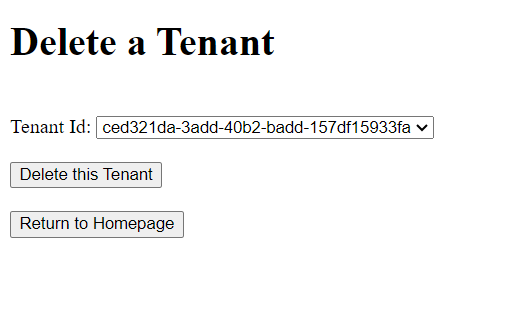 Delete a Tenant
Tenant Id: ced321da-3add-40b2-badd-157df15933fa
Delete this Tenant
Return to Homepage